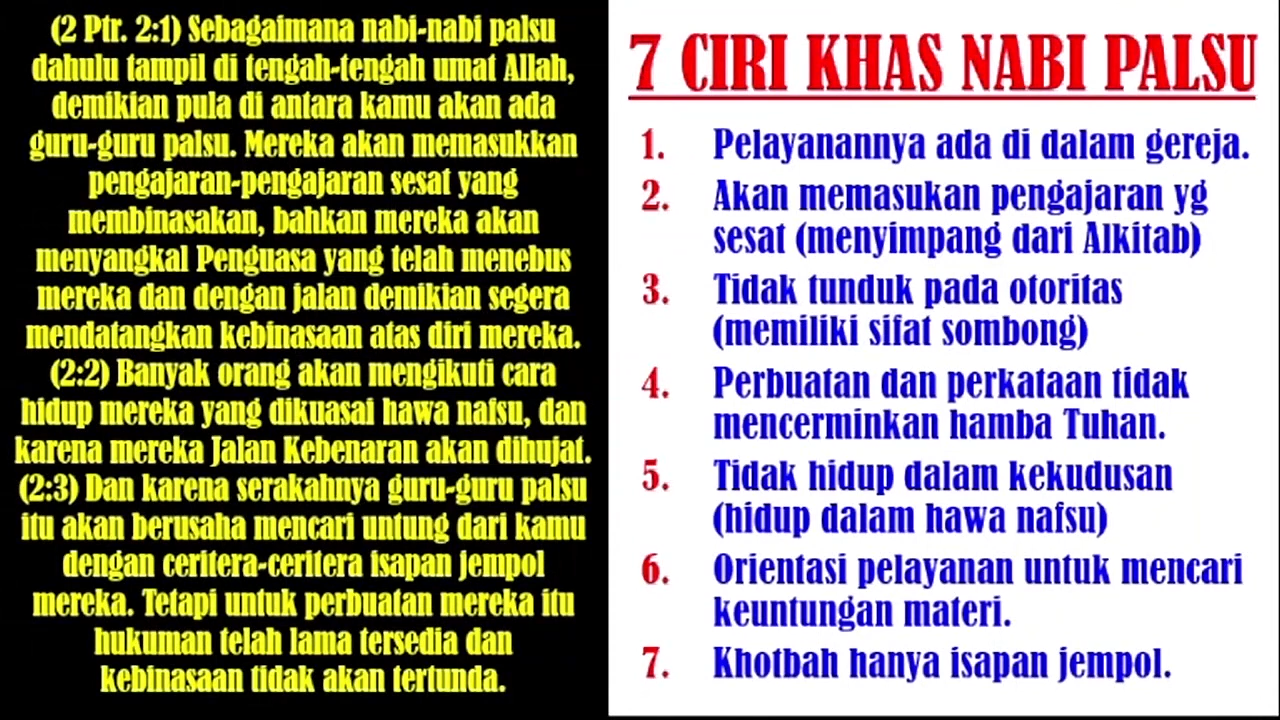 (2 Ptr. 2:1) Sebagaimana nabi-nabi palsu
dahulu tampil di tengah-tengah umat Allah,
demikian pula di antara kamu akan ada
guru-guru palsu. Mereka akan memasukkan
pengajaran-pengajaran sesat yang
membinasakan, bahkan mereka akan
menyangkal Penguasa yang telah menebus
mereka dan dengan jalan demikian segera
mendatangkan kebinasaan atas diri mereka.
(2:2) Banyak orang akan mengikuti cara
hidup mereka yang dikuasai hawa nafsu, dan
karena mereka Jalan Kebenaran akan dihujat.
(2:3) Dan karena serakahnya guru-guru palsu
itu akan berusaha mencari untung dari kamu
dengan ceritera-ceritera isapan jempol
mereka. Tetapi untuk perbuatan mereka itu
hukuman telah lama tersedia dan
kebinasaan tidak akan tertunda.
7 CIRI KHAS NABI PALSU
1. Pelayanannya ada di dalam gereja.
2. Akan memasukan pengajaran yg
sesat (menyimpang dari Alkitab)
3. Tidak tunduk pada otoritas
(memiliki sifat sombong)
4. Perbuatan dan perkataan tidak
mencerminkan hamba Tuhan.
5. Tidak hidup dalam kekudusan
(hidup dalam hawa nafsu)
6. Orientasi pelayanan untuk mencari
keuntungan materi.
7. Khotbah hanya isapan jempol.